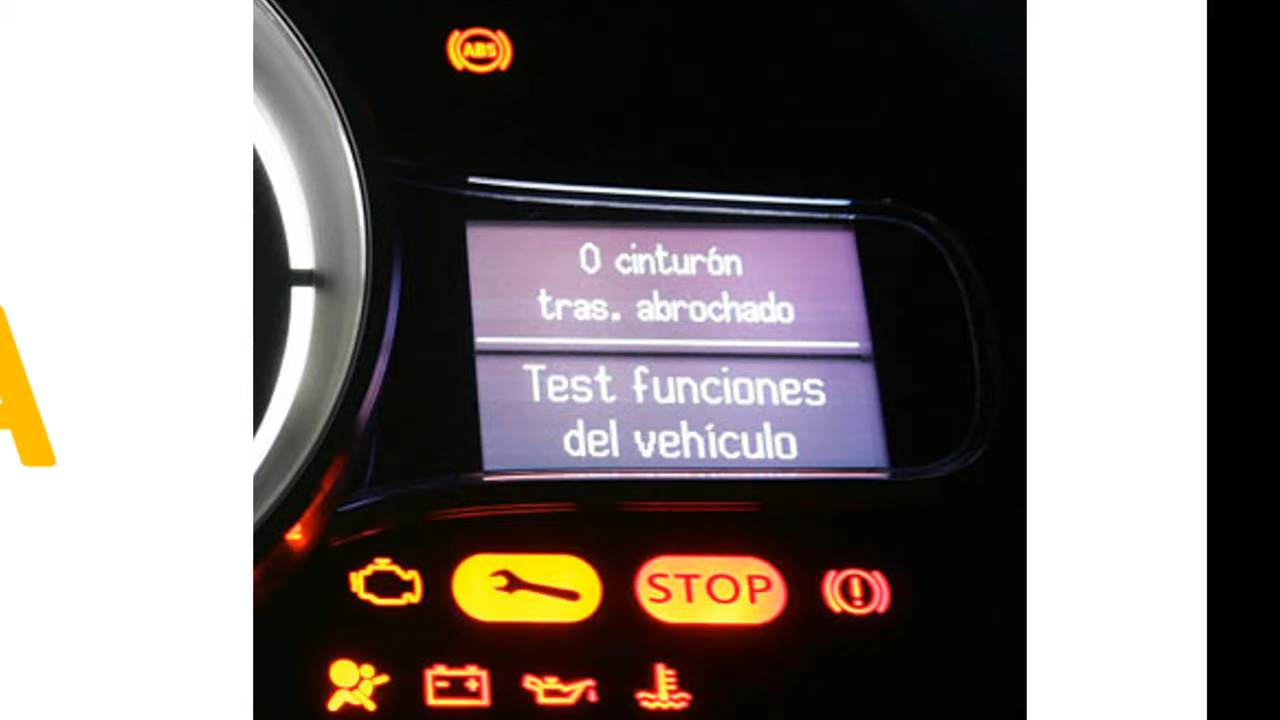 A
ABS
0 cinturón
tras. abrochado
Test funciones
del vehículo
STOP